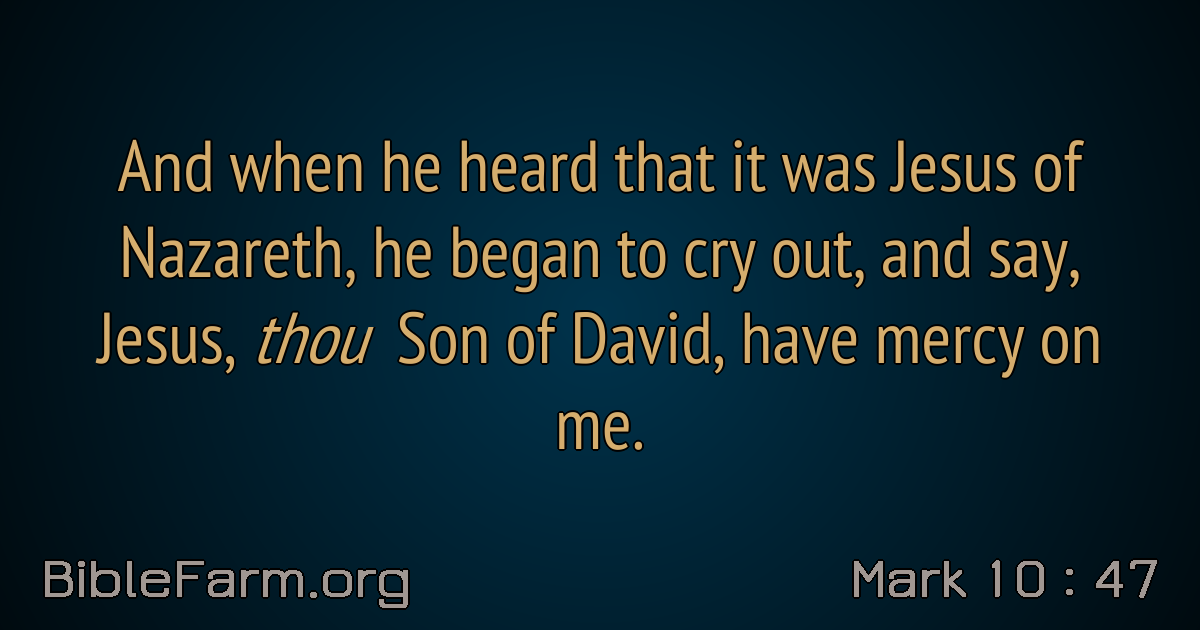 And when he heard that it was Jesus of
Nazareth, he began to cry out, and say,
Jesus, thou Son of David, have mercy on
me.
BibleFarm.org
Mark 10 : 47